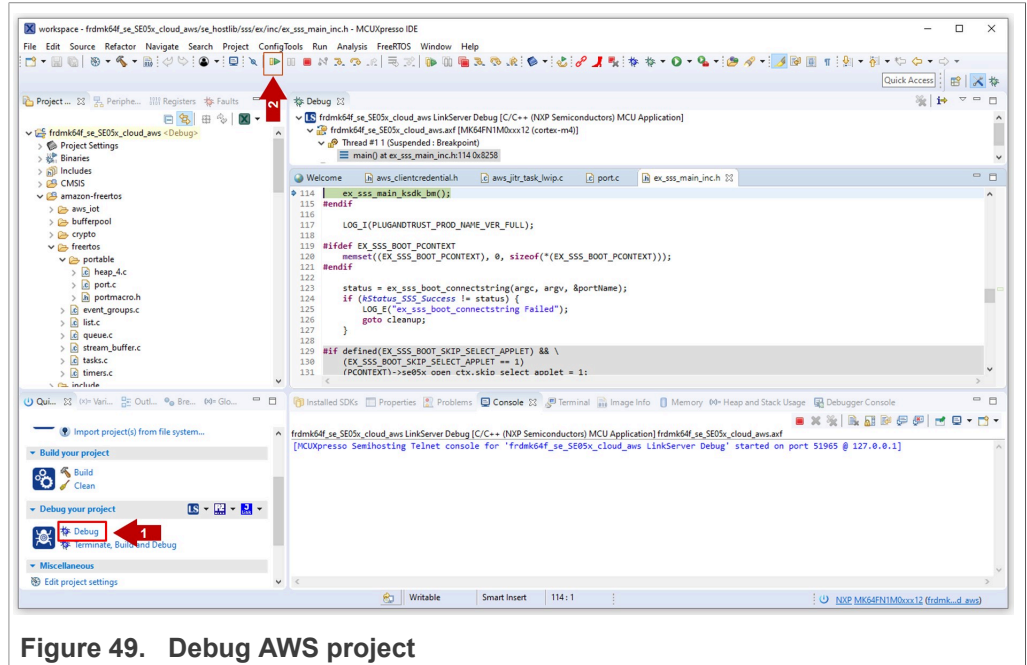 workspace - frdmk64f_se_SE05x_cloud_aws/se_hostlib/sss/ex/inc/ex_sss_main_inc.h - MCUXpresso IDE
File Edit Source Refactor Navigate Search Project ConfigTools Run Analysis FreeRTOS Window Help
Quick Access
2
Project ... Periphe... Registers Faults
frdmk64f_se_SE05x_cloud_aws <Debug>
Project Settings
Binaries
Includes
CMSIS
amazon-freertos
aws_iot
bufferpool
crypto
freertos
portable
heap_4.c
port.c
portmacro.h
event_groups.c
list.c
queue.c
stream_buffer.c
tasks.c
timers.c
include
Debug
frdmk64f_se_SE05x_cloud_aws LinkServer Debug [C/C++ (NXP Semiconductors) MCU Application]
frdmk64f_se_SE05x_cloud_aws.axf [MK64FN1M0xxx12 (cortex-m4)]
Thread #1 1 (Suspended : Breakpoint)
main() at ex_sss_main_inc.h:114 0x8258
Welcome aws_clientcredential.h aws_jitr_task_lwip.c port.c ex_sss_main_inc.h
114 ex_sss_main_ksdk_bm();
115 #endif
116
117 LOG_I(PLUGANDTRUST_PROD_NAME_VER_FULL);
118
119 #ifdef EX_SSS_BOOT_PCONTEXT
120 memset((EX_SSS_BOOT_PCONTEXT), 0, sizeof(*(EX_SSS_BOOT_PCONTEXT)));
121 #endif
122
123 status = ex_sss_boot_connectstring(argc, argv, &portName);
124 if (kStatus_SSS_Success != status) {
125 LOG_E("ex_sss_boot_connectstring Failed");
126 goto cleanup;
127 }
128
129 #if defined(EX_SSS_BOOT_SKIP_SELECT_APPLET) && \
130 (EX_SSS_BOOT_SKIP_SELECT_APPLET == 1)
131 (PCONTEXT)->se05x_open_ctx.skip_select_applet = 1;
Qui... Vari... Outl... Bre... Glo...
Import project(s) from file system...
Build your project
Build
Clean
Debug your project
Debug
1
Terminate, Build and Debug
Miscellaneous
Edit project settings
Installed SDKs Properties Problems Console Terminal Image Info Memory Heap and Stack Usage Debugger Console
frdmk64f_se_SE05x_cloud_aws LinkServer Debug [C/C++ (NXP Semiconductors) MCU Application] frdmk64f_se_SE05x_cloud_aws.axf
[MCUXpresso Semihosting Telnet console for 'frdmk64f_se_SE05x_cloud_aws LinkServer Debug' started on port 51965 @ 127.0.0.1]
Writable Smart Insert 114 : 1 NXP MK64FN1M0xxx12 (frdmk...d_aws)
Figure 49. Debug AWS project